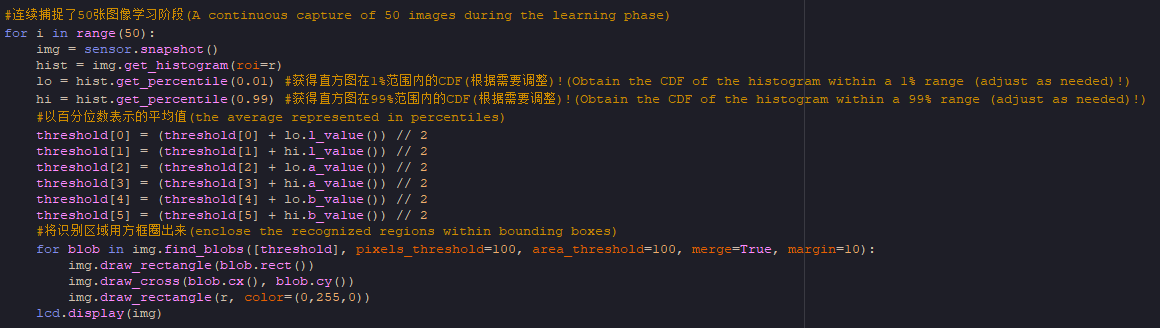 #连续捕捉了50张图像学习阶段(A continuous capture of 50 images during the learning phase)
for i in range(50):
    img = sensor.snapshot()
    hist = img.get_histogram(roi=r)
    lo = hist.get_percentile(0.01) #获得直方图在1%范围内的CDF(根据需要调整)!(Obtain the CDF of the histogram within a 1% range (adjust as needed)!)
    hi = hist.get_percentile(0.99) #获得直方图在99%范围内的CDF(根据需要调整)!(Obtain the CDF of the histogram within a 99% range (adjust as needed)!)
    #以百分位数表示的平均值(the average represented in percentiles)
    threshold[0] = (threshold[0] + lo.l_value()) // 2
    threshold[1] = (threshold[1] + hi.l_value()) // 2
    threshold[2] = (threshold[2] + lo.a_value()) // 2
    threshold[3] = (threshold[3] + hi.a_value()) // 2
    threshold[4] = (threshold[4] + lo.b_value()) // 2
    threshold[5] = (threshold[5] + hi.b_value()) // 2
    #将识别区域用方框圈出来(enclose the recognized regions within bounding boxes)
    for blob in img.find_blobs([threshold], pixels_threshold=100, area_threshold=100, merge=True, margin=10):
        img.draw_rectangle(blob.rect())
        img.draw_cross(blob.cx(), blob.cy())
        img.draw_rectangle(r, color=(0,255,0))
    lcd.display(img)